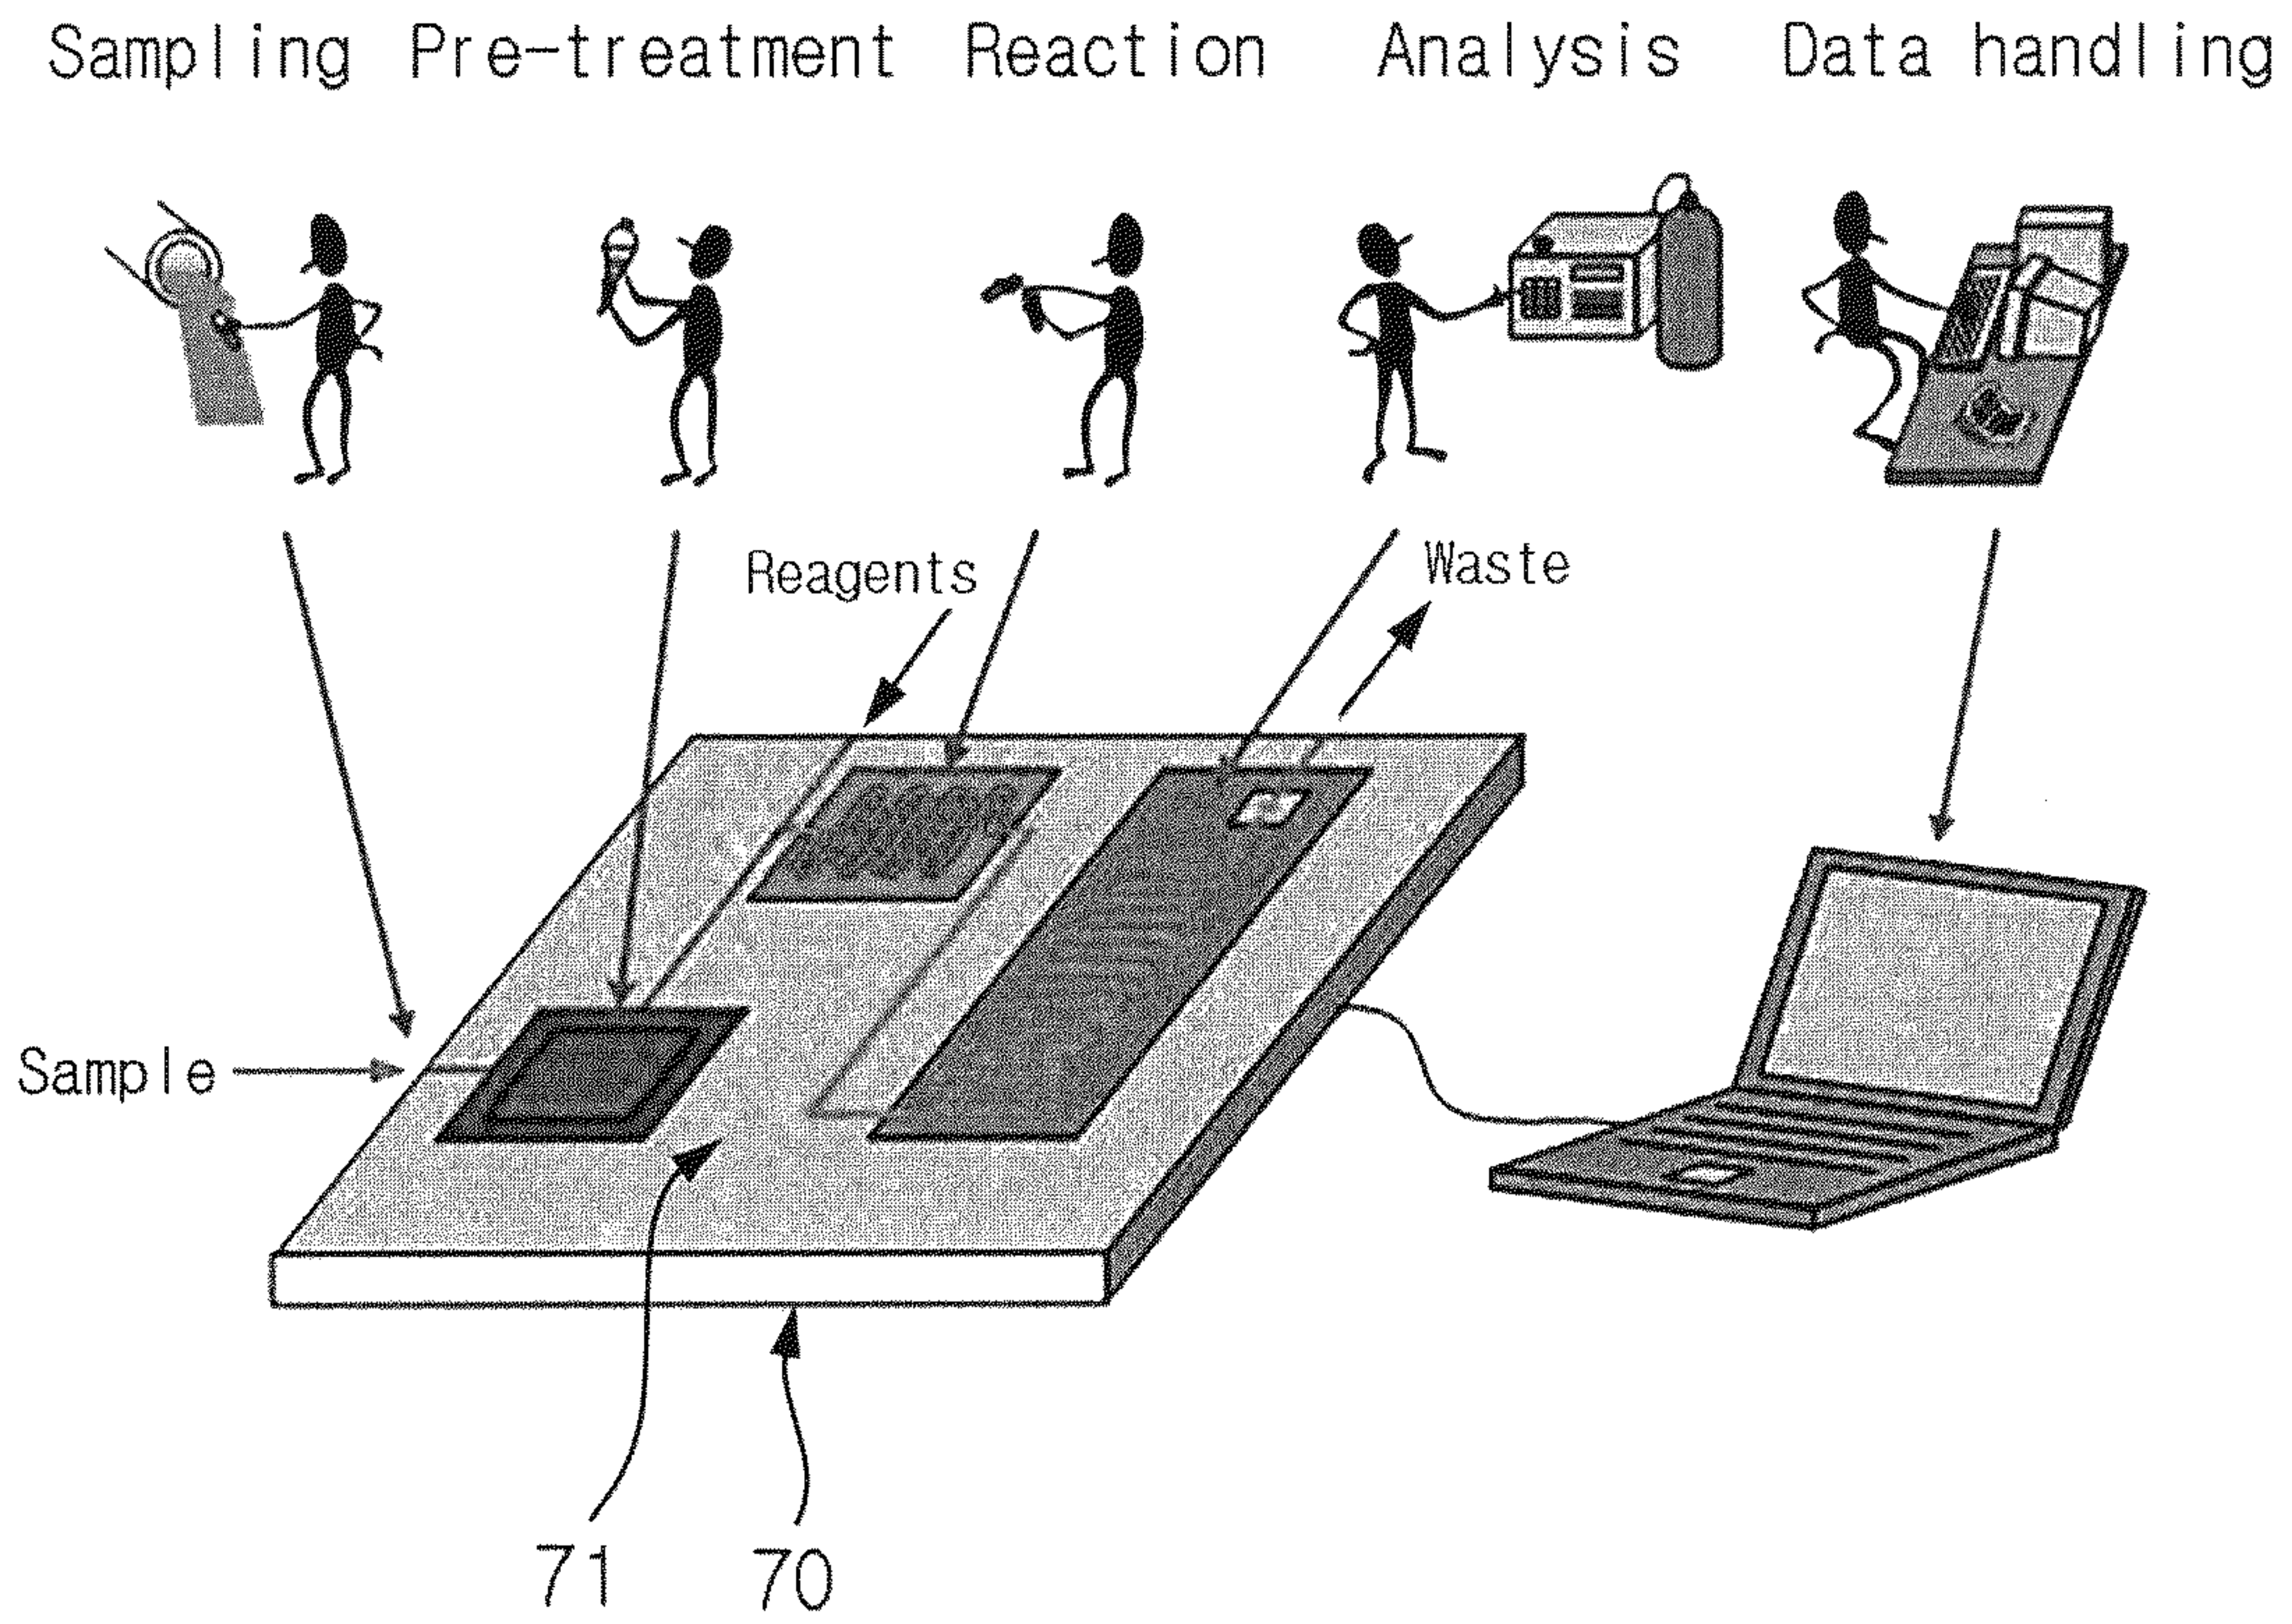 Sampling Pre-treatment Reaction Analysis Data handling
Reagents
Waste
Sample
71
70